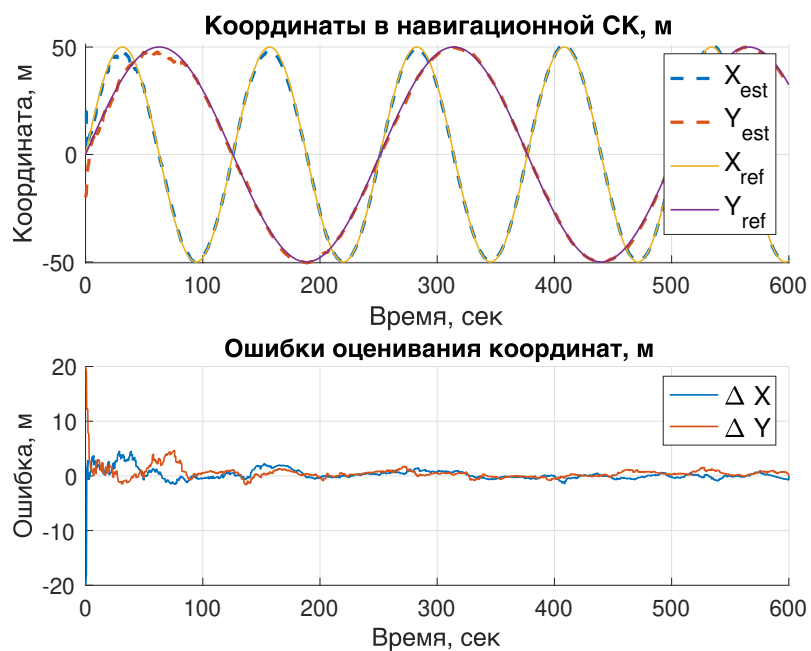 Координаты в навигационной СК, м
Координата, м
50
0
-50
0
100
200
300
400
500
600
Время, сек
X_est
Y_est
X_ref
Y_ref
Ошибки оценивания координат, м
Ошибка, м
20
10
0
-10
-20
0
100
200
300
400
500
600
Время, сек
Δ X
Δ Y